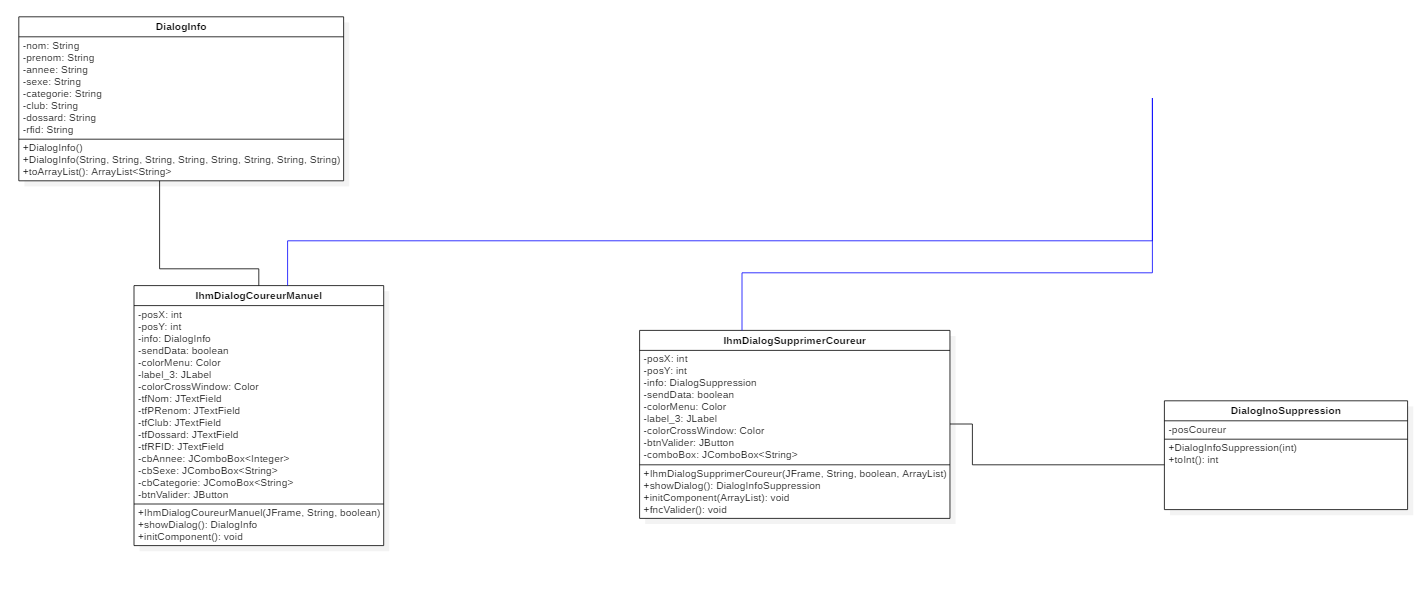 DialogInfo
-nom: String
-prenom: String
-annee: String
-sexe: String
-categorie: String
-club: String
-dossard: String
-rfid: String
+DialogInfo()
+DialogInfo(String, String, String, String, String, String, String, String)
+toArrayList(): ArrayList<String>
IhmDialogCoureurManuel
-posX: int
-posY: int
-info: DialogInfo
-sendData: boolean
-colorMenu: Color
-label_3: JLabel
-colorCrossWindow: Color
-tfNom: JTextField
-tfPRenom: JTextField
-tfClub: JTextField
-tfDossard: JTextField
-tfRFID: JTextField
-cbAnnee: JComboBox<Integer>
-cbSexe: JComboBox<String>
-cbCategorie: JComoBox<String>
-btnValider: JButton
+IhmDialogCoureurManuel(JFrame, String, boolean)
+showDialog(): DialogInfo
+initComponent(): void
IhmDialogSupprimerCoureur
-posX: int
-posY: int
-info: DialogSuppression
-sendData: boolean
-colorMenu: Color
-label_3: JLabel
-colorCrossWindow: Color
-btnValider: JButton
-comboBox: JComboBox<String>
+IhmDialogSupprimerCoureur(JFrame, String, boolean, ArrayList)
+showDialog(): DialogInfoSuppression
+initComponent(ArrayList): void
+fncValider(): void
DialogInoSuppression
-posCoureur
+DialogInfoSuppression(int)
+toInt(): int